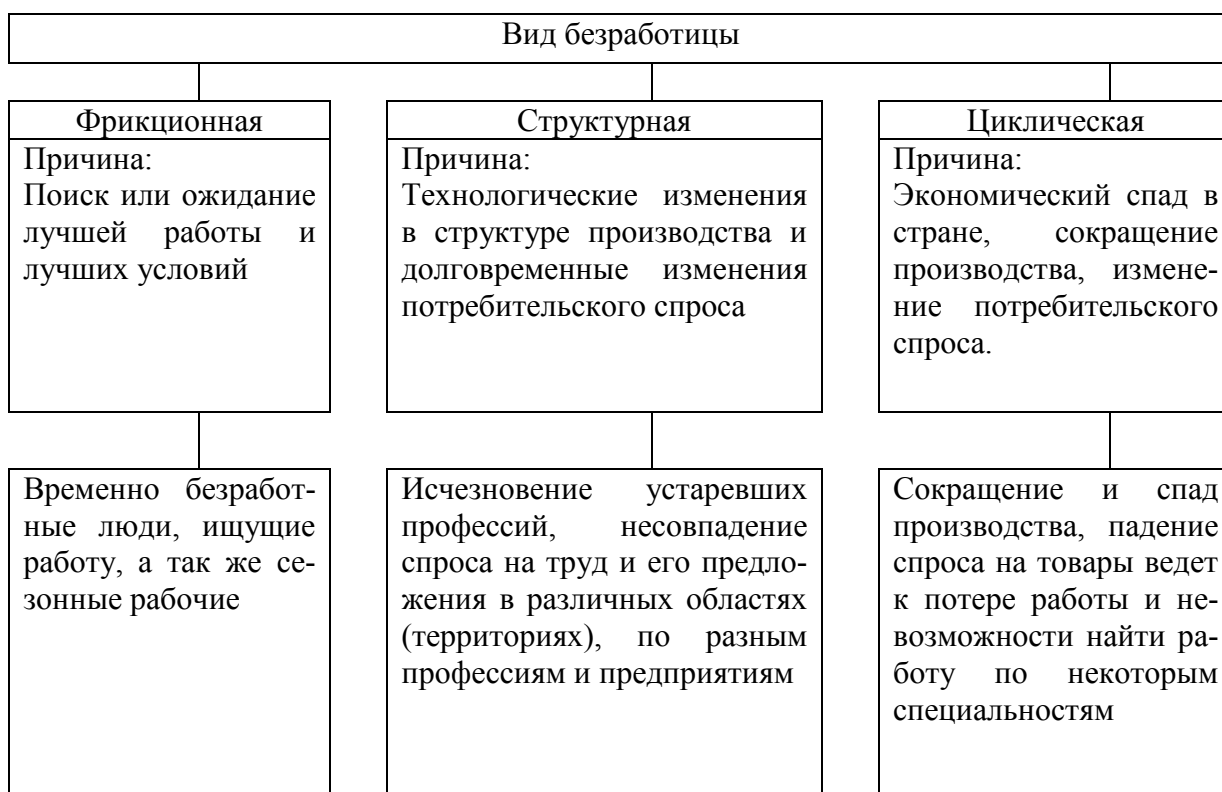 Вид безработицы
Фрикционная
Причина:
Поиск или ожидание
лучшей работы и
лучших условий
Структурная
Причина:
Технологические изменения
в структуре производства и
долговременные изменения
потребительского спроса
Циклическая
Причина:
Экономический спад в
стране, сокращение
производства, измене-
ние потребительского
спроса.
Временно безработ-
ные люди, ищущие
работу, а так же се-
зонные рабочие
Исчезновение устаревших
профессий, несовпадение
спроса на труд и его предло-
жения в различных областях
(территориях), по разным
профессиям и предприятиям
Сокращение и спад
производства, падение
спроса на товары ведет
к потере работы и не-
возможности найти ра-
боту по некоторым
специальностям